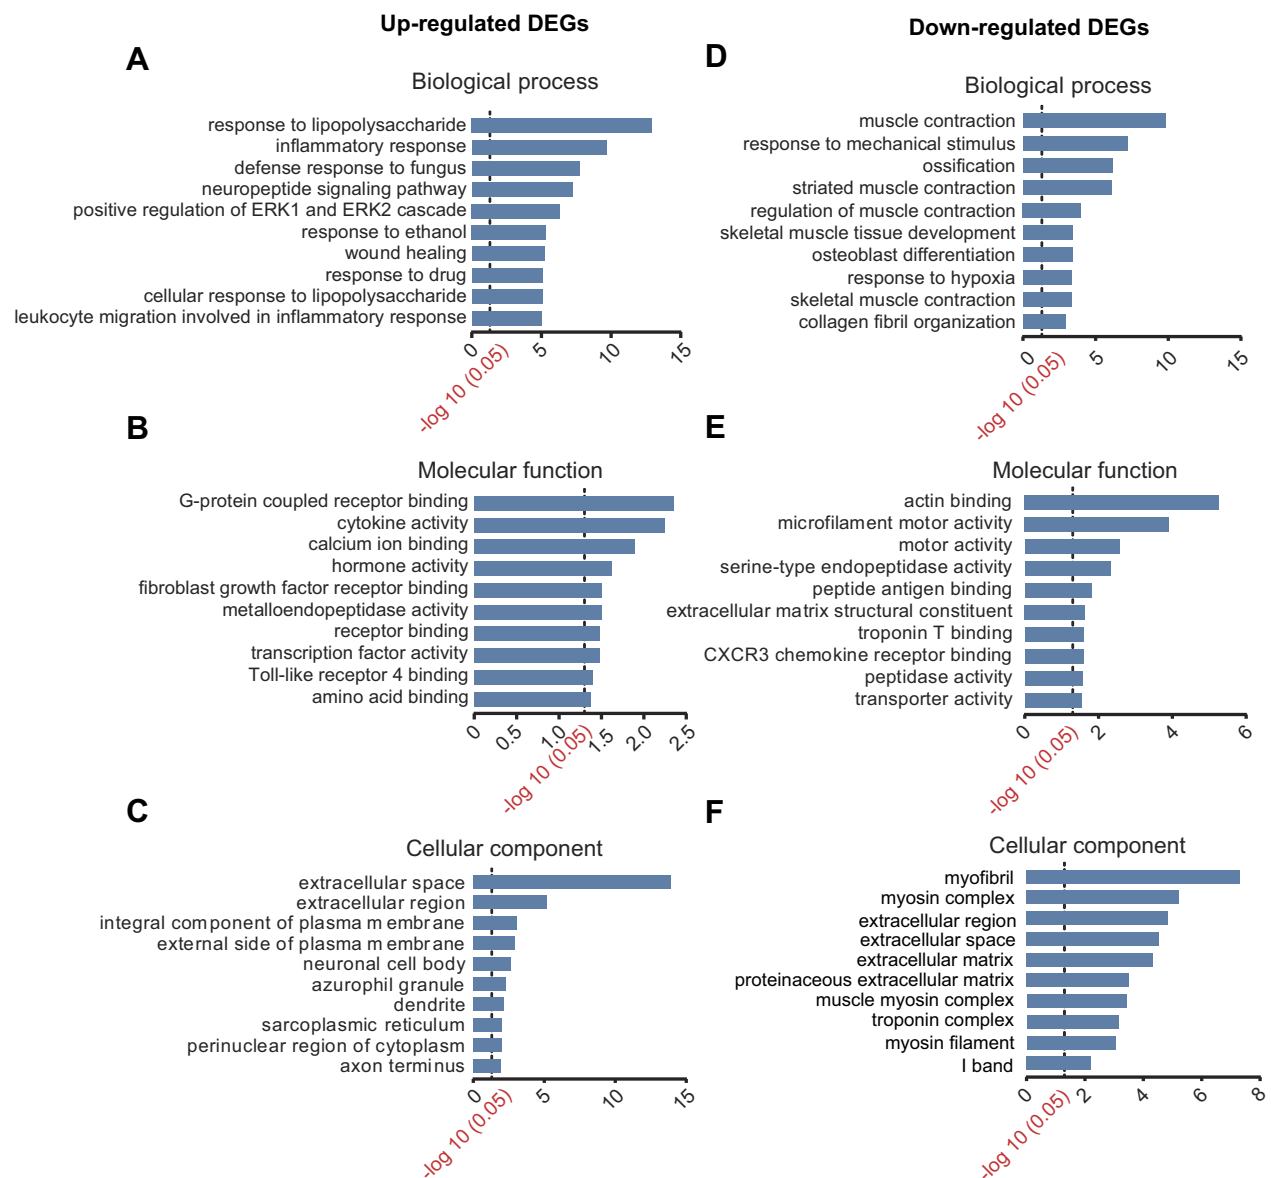 Up-regulated DEGs
Down-regulated DEGs
A
Biological process
response to lipopolysaccharide
inflammatory response
defense response to fungus
neuropeptide signaling pathway
positive regulation of ERK1 and ERK2 cascade
response to ethanol
wound healing
response to drug
cellular response to lipopolysaccharide
leukocyte migration involved in inflammatory response
0
5
10
15
-log 10 (0.05)
D
Biological process
muscle contraction
response to mechanical stimulus
ossification
striated muscle contraction
regulation of muscle contraction
skeletal muscle tissue development
osteoblast differentiation
response to hypoxia
skeletal muscle contraction
collagen fibril organization
0
5
10
15
-log 10 (0.05)
B
Molecular function
G-protein coupled receptor binding
cytokine activity
calcium ion binding
hormone activity
fibroblast growth factor receptor binding
metalloendopeptidase activity
receptor binding
transcription factor activity
Toll-like receptor 4 binding
amino acid binding
0
0.5
1.0
1.5
2.0
2.5
-log 10 (0.05)
E
Molecular function
actin binding
microfilament motor activity
motor activity
serine-type endopeptidase activity
peptide antigen binding
extracellular matrix structural constituent
troponin T binding
CXCR3 chemokine receptor binding
peptidase activity
transporter activity
0
2
4
6
-log 10 (0.05)
C
Cellular component
extracellular space
extracellular region
integral component of plasma membrane
external side of plasma membrane
neuronal cell body
azurophil granule
dendrite
sarcoplasmic reticulum
perinuclear region of cytoplasm
axon terminus
0
5
10
15
-log 10 (0.05)
F
Cellular component
myofibril
myosin complex
extracellular region
extracellular space
extracellular matrix
proteinaceous extracellular matrix
muscle myosin complex
troponin complex
myosin filament
I band
0
2
4
6
8
-log 10 (0.05)